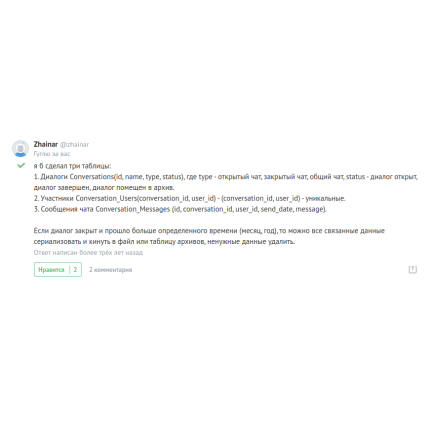 Zhainar @zhainar
Гуглю за вас
я б сделал три таблицы:
1. Диалоги Conversations(id, name, type, status), где type - открытый чат, закрытый чат, общий чат, status - диалог открыт,
диалог завершен, диалог помещен в архив.
2. Участники Conversation_Users(conversation_id, user_id) - (conversation_id, user_id) - уникальные.
3. Сообщения чата Conversation_Messages (id, conversation_id, user_id, send_date, message).
Если диалог закрыт и прошло больше определенного времени (месяц, год), то можно все связанные данные
сериализовать и кинуть в файл или таблицу архивов, ненужные данные удалить.
Ответ написан более трёх лет назад
Нравится 2 2 комментария